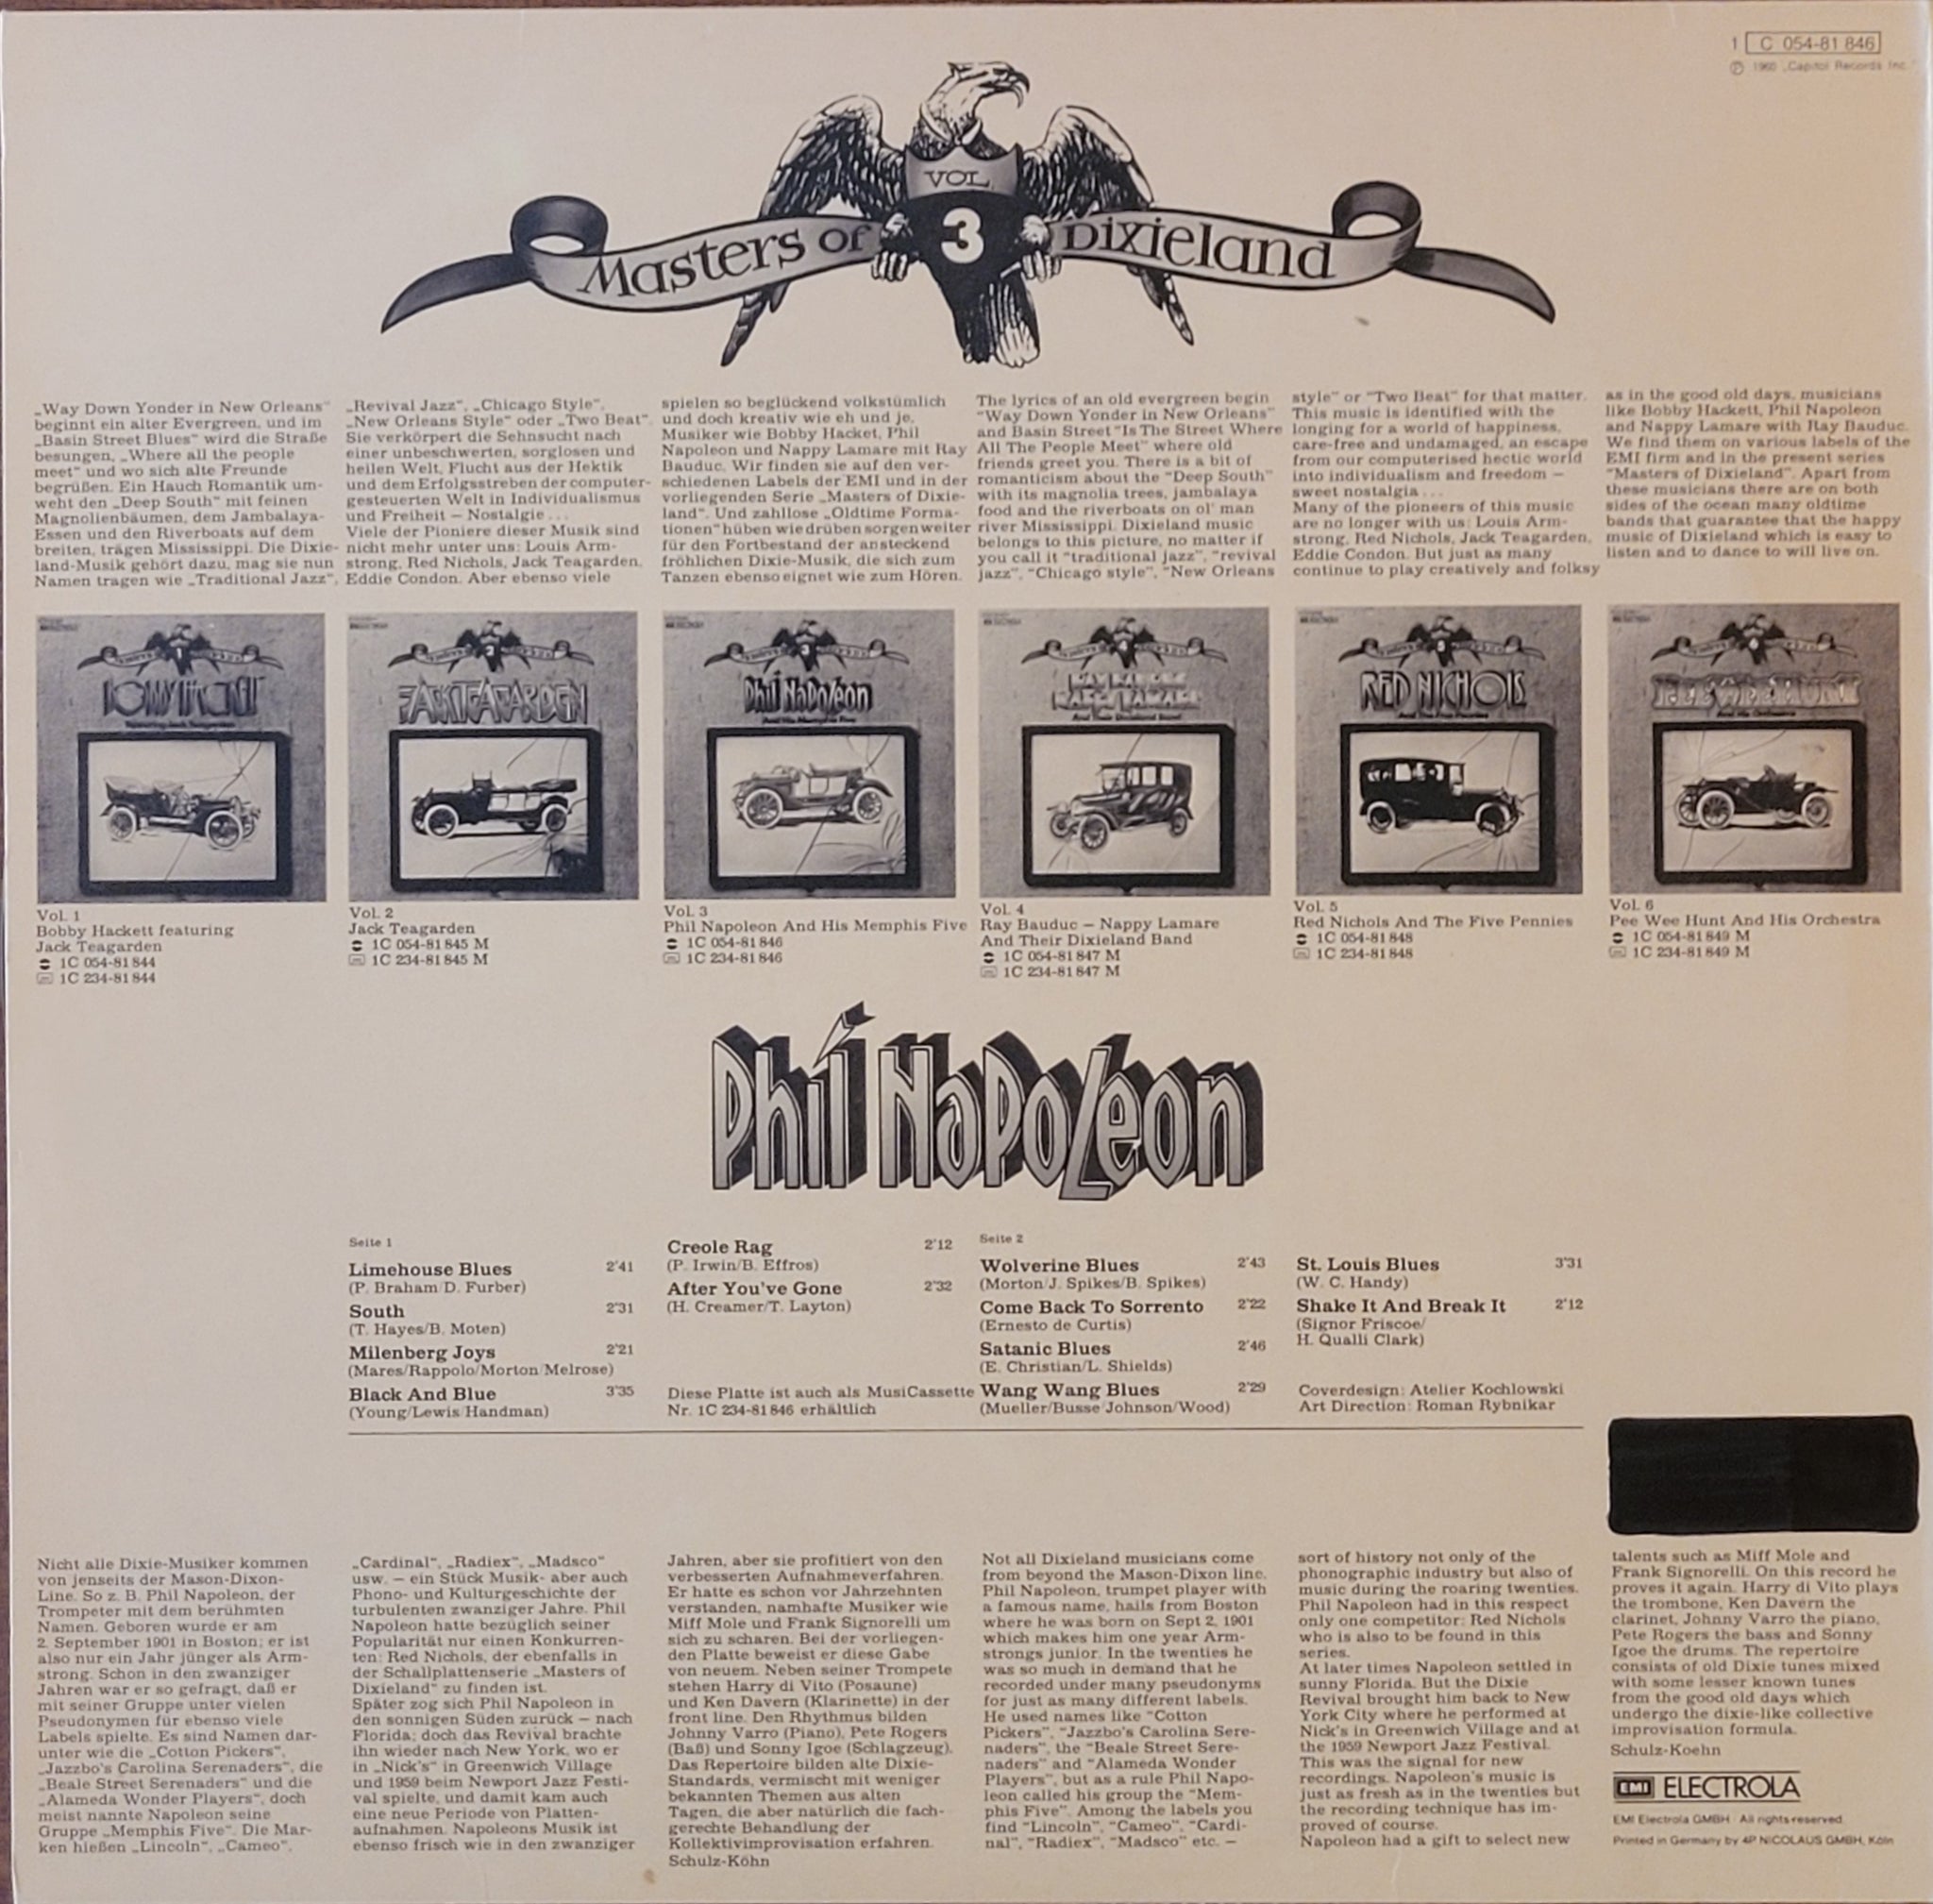 1 C 054-81 846
℗ 1960 „Capitol Records Inc.“
VOL.
3
Masters of Dixieland
„Way Down Yonder in New Orleans“
beginnt ein alter Evergreen, und im
„Basin Street Blues“ wird die Straße
besungen, „Where all the people
meet“ und wo sich alte Freunde
begrüßen. Ein Hauch Romantik um-
weht den „Deep South“ mit feinen
Magnolienbäumen, dem Jambalaya-
Essen und den Riverboats auf dem
breiten, trägen Mississippi. Die Dixie-
land-Musik gehört dazu, mag sie nun
Namen tragen wie „Traditional Jazz“,
„Revival Jazz“, „Chicago Style“,
„New Orleans Style“ oder „Two Beat“.
Sie verkörpert die Sehnsucht nach
einer unbeschwerten, sorglosen und
heilen Welt, Flucht aus der Hektik
und dem Erfolgsstreben der computer-
gesteuerten Welt in Individualismus
und Freiheit – Nostalgie . . .
Viele der Pioniere dieser Musik sind
nicht mehr unter uns: Louis Arm-
strong, Red Nichols, Jack Teagarden,
Eddie Condon. Aber ebenso viele
spielen so beglückend volkstümlich
und doch kreativ wie eh und je,
Musiker wie Bobby Hacket, Phil
Napoleon und Nappy Lamare mit Ray
Bauduc. Wir finden sie auf den ver-
schiedenen Labels der EMI und in der
vorliegenden Serie „Masters of Dixie-
land“. Und zahllose „Oldtime Forma-
tionen“ hüben wie drüben sorgen weiter
für den Fortbestand der ansteckend
fröhlichen Dixie-Musik, die sich zum
Tanzen ebenso eignet wie zum Hören.
The lyrics of an old evergreen begin
“Way Down Yonder in New Orleans”
and Basin Street “Is The Street Where
All The People Meet” where old
friends greet you. There is a bit of
romanticism about the “Deep South”
with its magnolia trees, jambalaya
food and the riverboats on ol' man
river Mississippi. Dixieland music
belongs to this picture, no matter if
you call it “traditional jazz”, “revival
jazz”, “Chicago style”, “New Orleans
style” or “Two Beat” for that matter.
This music is identified with the
longing for a world of happiness,
care-free and undamaged, an escape
from our computerised hectic world
into individualism and freedom –
sweet nostalgia . . .
Many of the pioneers of this music
are no longer with us: Louis Arm-
strong, Red Nichols, Jack Teagarden,
Eddie Condon. But just as many
continue to play creatively and folksy
as in the good old days, musicians
like Bobby Hackett, Phil Napoleon
and Nappy Lamare with Ray Bauduc.
We find them on various labels of the
EMI firm and in the present series
“Masters of Dixieland”. Apart from
these musicians there are on both
sides of the ocean many oldtime
bands that guarantee that the happy
music of Dixieland which is easy to
listen and to dance to will live on.
JACK TEAGARDEN
Phil Napoleon
And His Memphis Five
RED NICHOLS
And The Five Pennies
PEE WEE HUNT
And His Orchestra
Vol. 1
Bobby Hackett featuring
Jack Teagarden
1C 054-81 844
1C 234-81 844
Vol. 2
Jack Teagarden
1C 054-81 845 M
1C 234-81 845 M
Vol. 3
Phil Napoleon And His Memphis Five
1C 054-81 846
1C 234-81 846
Vol. 4
Ray Bauduc – Nappy Lamare
And Their Dixieland Band
1C 054-81 847 M
1C 234-81 847 M
Vol. 5
Red Nichols And The Five Pennies
1C 054-81 848
1C 234-81 848
Vol. 6
Pee Wee Hunt And His Orchestra
1C 054-81 849 M
1C 234-81 849 M
Phil Napoleon
Seite 1
Limehouse Blues 2'41
(P. Braham/D. Furber)
South 2'31
(T. Hayes/B. Moten)
Milenberg Joys 2'21
(Mares/Rappolo/Morton/Melrose)
Black And Blue 3'35
(Young/Lewis/Handman)
Creole Rag 2'12
(P. Irwin/B. Effros)
After You've Gone 2'32
(H. Creamer/T. Layton)
Diese Platte ist auch als MusiCassette
Nr. 1C 234-81 846 erhältlich
Seite 2
Wolverine Blues 2'43
(Morton/J. Spikes/B. Spikes)
Come Back To Sorrento 2'22
(Ernesto de Curtis)
Satanic Blues 2'46
(E. Christian/L. Shields)
Wang Wang Blues 2'29
(Mueller/Busse/Johnson/Wood)
St. Louis Blues 3'31
(W. C. Handy)
Shake It And Break It 2'12
(Signor Friscoe/
H. Qualli Clark)
Coverdesign: Atelier Kochlowski
Art Direction: Roman Rybnikar
Nicht alle Dixie-Musiker kommen
von jenseits der Mason-Dixon-
Line. So z. B. Phil Napoleon, der
Trompeter mit dem berühmten
Namen. Geboren wurde er am
2. September 1901 in Boston; er ist
also nur ein Jahr jünger als Arm-
strong. Schon in den zwanziger
Jahren war er so gefragt, daß er
mit seiner Gruppe unter vielen
Pseudonymen für ebenso viele
Labels spielte. Es sind Namen dar-
unter wie die „Cotton Pickers“,
„Jazzbo's Carolina Serenaders“, die
„Beale Street Serenaders“ und die
„Alameda Wonder Players“, doch
meist nannte Napoleon seine
Gruppe „Memphis Five“. Die Mar-
ken hießen „Lincoln“, „Cameo“,
„Cardinal“, „Radiex“, „Madsco“
usw. – ein Stück Musik- aber auch
Phono- und Kulturgeschichte der
turbulenten zwanziger Jahre. Phil
Napoleon hatte bezüglich seiner
Popularität nur einen Konkurren-
ten: Red Nichols, der ebenfalls in
der Schallplattenserie „Masters of
Dixieland“ zu finden ist.
Später zog sich Phil Napoleon in
den sonnigen Süden zurück – nach
Florida; doch das Revival brachte
ihn wieder nach New York, wo er
in „Nick's“ in Greenwich Village
und 1959 beim Newport Jazz Festi-
val spielte, und damit kam auch
eine neue Periode von Platten-
aufnahmen. Napoleons Musik ist
ebenso frisch wie in den zwanziger
Jahren, aber sie profitiert von den
verbesserten Aufnahmeverfahren.
Er hatte es schon vor Jahrzehnten
verstanden, namhafte Musiker wie
Miff Mole und Frank Signorelli um
sich zu scharen. Bei der vorliegen-
den Platte beweist er diese Gabe
von neuem. Neben seiner Trompete
stehen Harry di Vito (Posaune)
und Ken Davern (Klarinette) in der
front line. Den Rhythmus bilden
Johnny Varro (Piano), Pete Rogers
(Baß) und Sonny Igoe (Schlagzeug).
Das Repertoire bilden alte Dixie-
Standards, vermischt mit weniger
bekannten Themen aus alten
Tagen, die aber natürlich die fach-
gerechte Behandlung der
Kollektivimprovisation erfahren.
Schulz-Köhn
Not all Dixieland musicians come
from beyond the Mason-Dixon line.
Phil Napoleon, trumpet player with
a famous name, hails from Boston
where he was born on Sept 2, 1901
which makes him one year Arm-
strongs junior. In the twenties he
was so much in demand that he
recorded under many pseudonyms
for just as many different labels.
He used names like “Cotton
Pickers”, “Jazzbo's Carolina Sere-
naders”, the “Beale Street Sere-
naders” and “Alameda Wonder
Players”, but as a rule Phil Napo-
leon called his group the “Mem-
phis Five”. Among the labels you
find “Lincoln”, “Cameo”, “Cardi-
nal”, “Radiex”, “Madsco” etc. –
sort of history not only of the
phonographic industry but also of
music during the roaring twenties.
Phil Napoleon had in this respect
only one competitor: Red Nichols
who is also to be found in this
series.
At later times Napoleon settled in
sunny Florida. But the Dixie
Revival brought him back to New
York City where he performed at
Nick's in Greenwich Village and at
the 1959 Newport Jazz Festival.
This was the signal for new
recordings. Napoleon's music is
just as fresh as in the twenties but
the recording technique has im-
proved of course.
Napoleon had a gift to select new
talents such as Miff Mole and
Frank Signorelli. On this record he
proves it again. Harry di Vito plays
the trombone, Ken Davern the
clarinet, Johnny Varro the piano,
Pete Rogers the bass and Sonny
Igoe the drums. The repertoire
consists of old Dixie tunes mixed
with some lesser known tunes
from the good old days which
undergo the dixie-like collective
improvisation formula.
Schulz-Koehn
EMI ELECTROLA
EMI Electrola GMBH · All rights reserved
Printed in Germany by 4P NICOLAUS GMBH, Köln